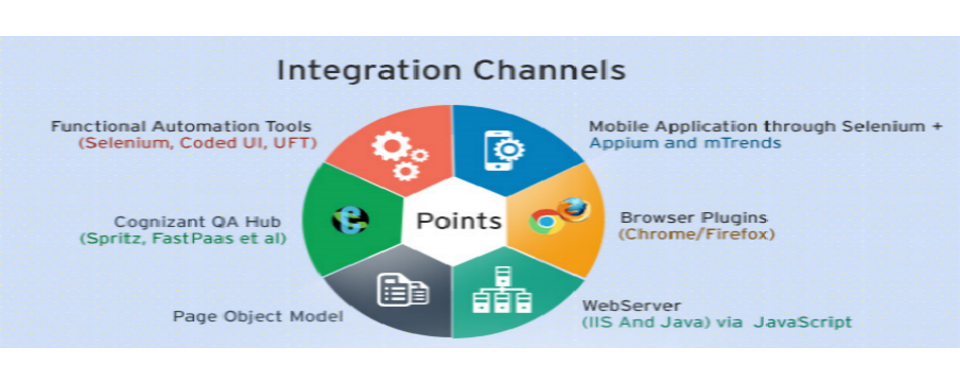 Integration Channels
Functional Automation Tools
(Selenium, Coded UI, UFT)
Mobile Application through Selenium +
Appium and mTrends
Cognizant QA Hub
(Spritz, FastPaas et al)
Points
Browser Plugins
(Chrome/Firefox)
Page Object Model
WebServer
(IIS And Java) via JavaScript